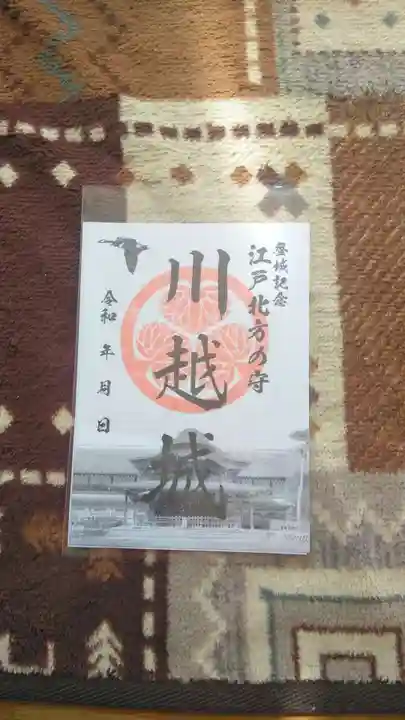 登城記念
江戸北方の守
川越城
令和 年 月 日